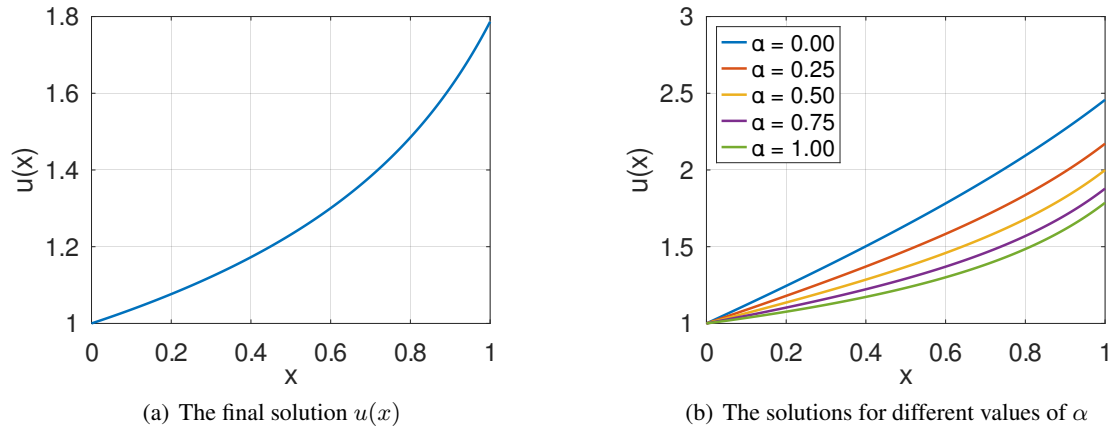 1.8
1.6
1.4
1.2
1
u(x)
0
0.2
0.4
0.6
0.8
1
x
(a) The final solution u(x)
3
2.5
2
1.5
1
u(x)
α = 0.00
α = 0.25
α = 0.50
α = 0.75
α = 1.00
0
0.2
0.4
0.6
0.8
1
x
(b) The solutions for different values of α